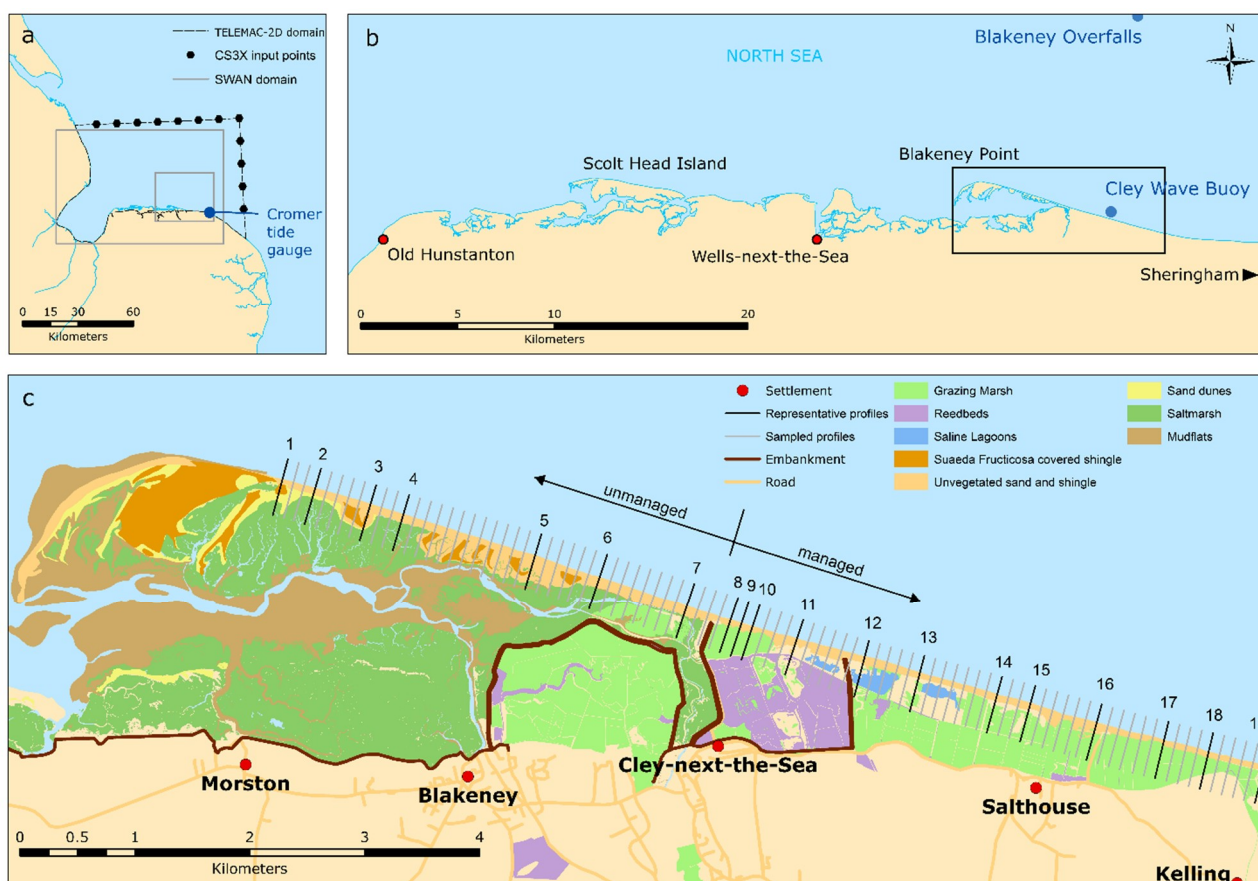 a
TELEMAC-2D domain
CS3X input points
SWAN domain
Cromer
tide
gauge
0 15 30 60
Kilometers
b
Blakeney Overfalls
N
NORTH SEA
Scolt Head Island
Blakeney Point
Cley Wave Buoy
Old Hunstanton
Wells-next-the-Sea
Sheringham
0 5 10 20
Kilometers
c
Settlement
Representative profiles
Sampled profiles
Embankment
Road
Grazing Marsh
Reedbeds
Saline Lagoons
Suaeda Fructicosa covered shingle
Unvegetated sand and shingle
Sand dunes
Saltmarsh
Mudflats
1
2
3
4
unmanaged
managed
5
6
7
8
9
10
11
12
13
14
15
16
17
18
1
Morston
Blakeney
Cley-next-the-Sea
Salthouse
Kelling
0 0.5 1 2 3 4
Kilometers